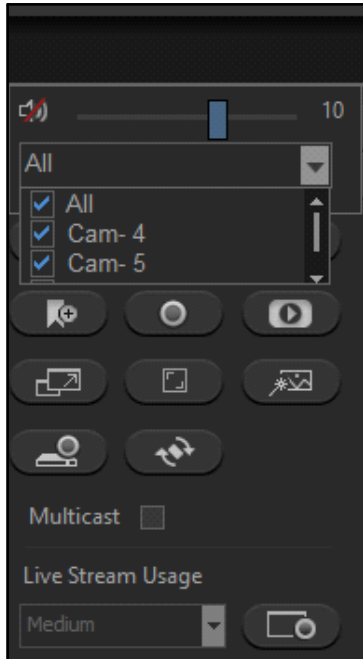 10
All
All
Cam- 4
Cam- 5
Multicast
Live Stream Usage
Medium